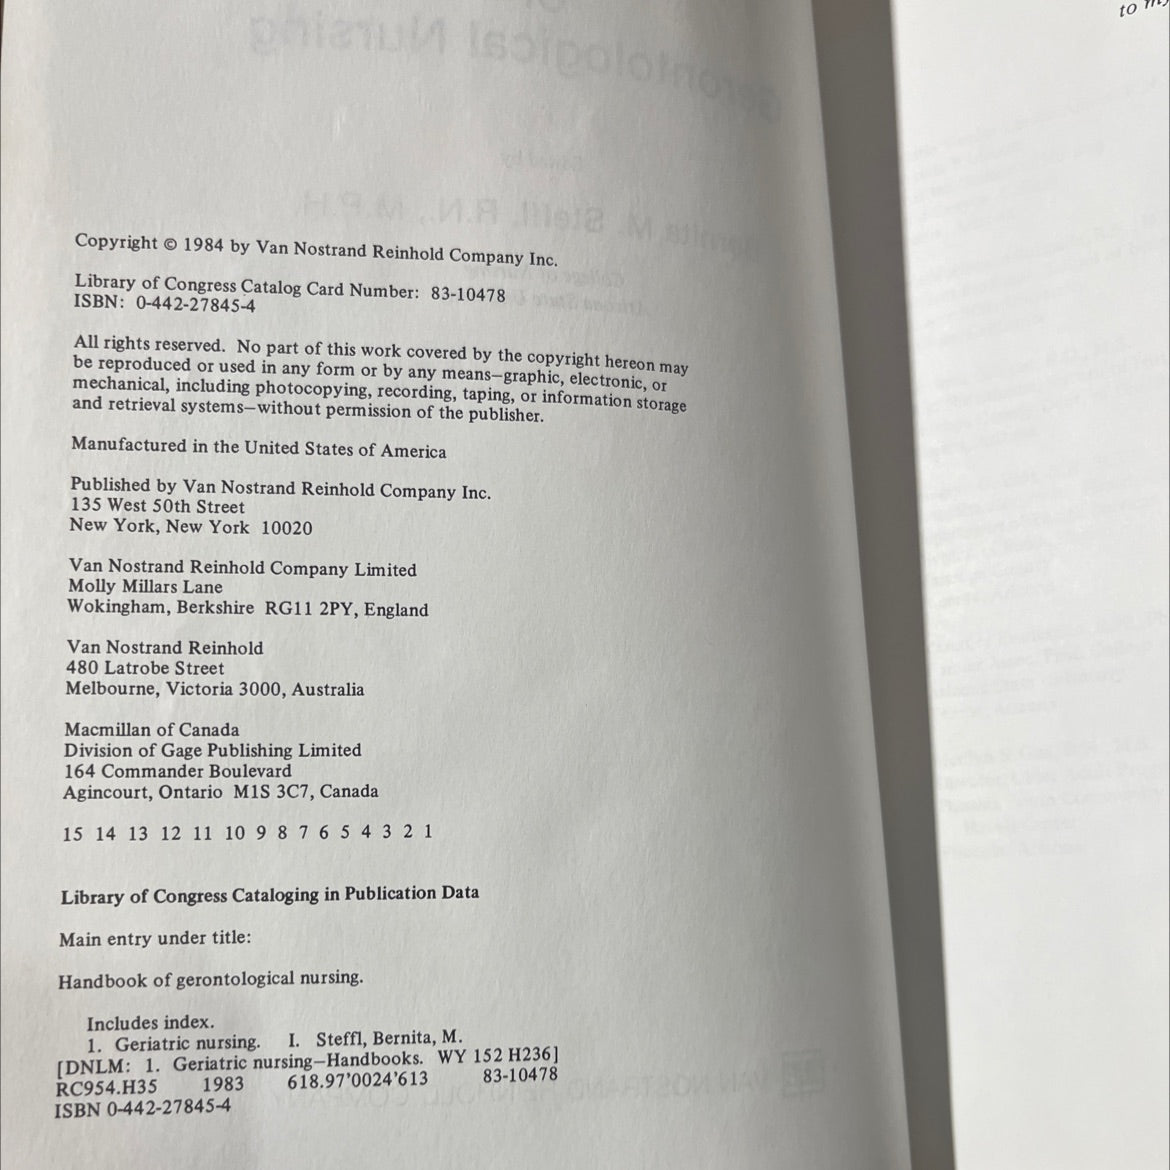 to my
Copyright © 1984 by Van Nostrand Reinhold Company Inc.
Library of Congress Catalog Card Number: 83-10478
ISBN: 0-442-27845-4
All rights reserved. No part of this work covered by the copyright hereon may
be reproduced or used in any form or by any means—graphic, electronic, or
mechanical, including photocopying, recording, taping, or information storage
and retrieval systems—without permission of the publisher.
Manufactured in the United States of America
Published by Van Nostrand Reinhold Company Inc.
135 West 50th Street
New York, New York 10020
Van Nostrand Reinhold Company Limited
Molly Millars Lane
Wokingham, Berkshire RG11 2PY, England
Van Nostrand Reinhold
480 Latrobe Street
Melbourne, Victoria 3000, Australia
Macmillan of Canada
Division of Gage Publishing Limited
164 Commander Boulevard
Agincourt, Ontario M1S 3C7, Canada
15 14 13 12 11 10 9 8 7 6 5 4 3 2 1
Library of Congress Cataloging in Publication Data
Main entry under title:
Handbook of gerontological nursing.
Includes index.
1. Geriatric nursing. I. Steffl, Bernita, M.
[DNLM: 1. Geriatric nursing—Handbooks. WY 152 H236]
RC954.H35 1983 618.97'0024'613 83-10478
ISBN 0-442-27845-4